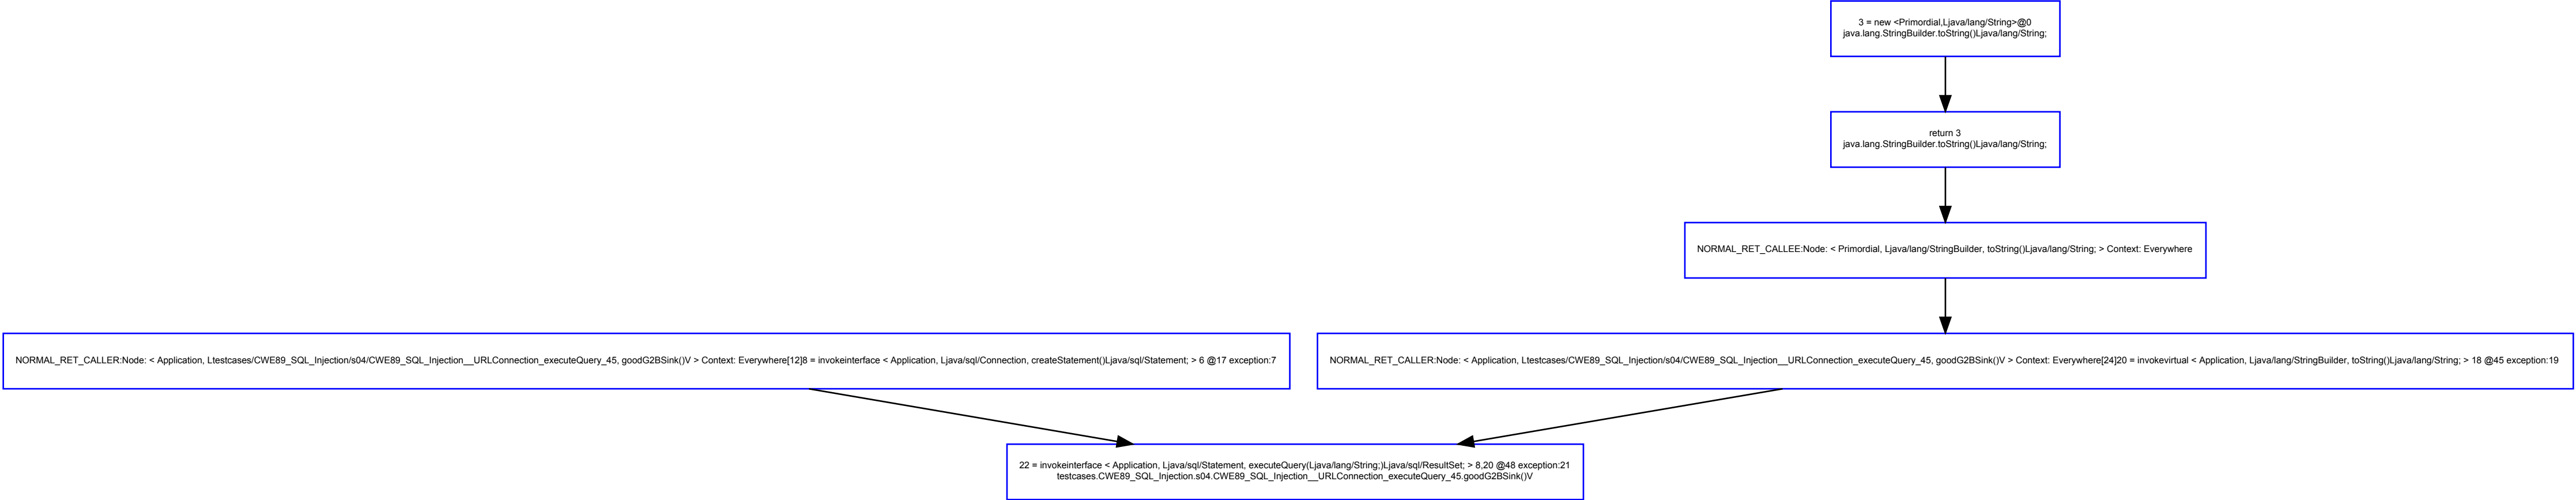 3 = new <Primordial,Ljava/lang/String>@0
java.lang.StringBuilder.toString()Ljava/lang/String;
return 3
java.lang.StringBuilder.toString()Ljava/lang/String;
NORMAL_RET_CALLEE:Node: < Primordial, Ljava/lang/StringBuilder, toString()Ljava/lang/String; > Context: Everywhere
NORMAL_RET_CALLER:Node: < Application, Ltestcases/CWE89_SQL_Injection/s04/CWE89_SQL_Injection__URLConnection_executeQuery_45, goodG2BSink()V > Context: Everywhere[12]8 = invokeinterface < Application, Ljava/sql/Connection, createStatement()Ljava/sql/Statement; > 6 @17 exception:7
NORMAL_RET_CALLER:Node: < Application, Ltestcases/CWE89_SQL_Injection/s04/CWE89_SQL_Injection__URLConnection_executeQuery_45, goodG2BSink()V > Context: Everywhere[24]20 = invokevirtual < Application, Ljava/lang/StringBuilder, toString()Ljava/lang/String; > 18 @45 exception:19
22 = invokeinterface < Application, Ljava/sql/Statement, executeQuery(Ljava/lang/String;)Ljava/sql/ResultSet; > 8,20 @48 exception:21
testcases.CWE89_SQL_Injection.s04.CWE89_SQL_Injection__URLConnection_executeQuery_45.goodG2BSink()V